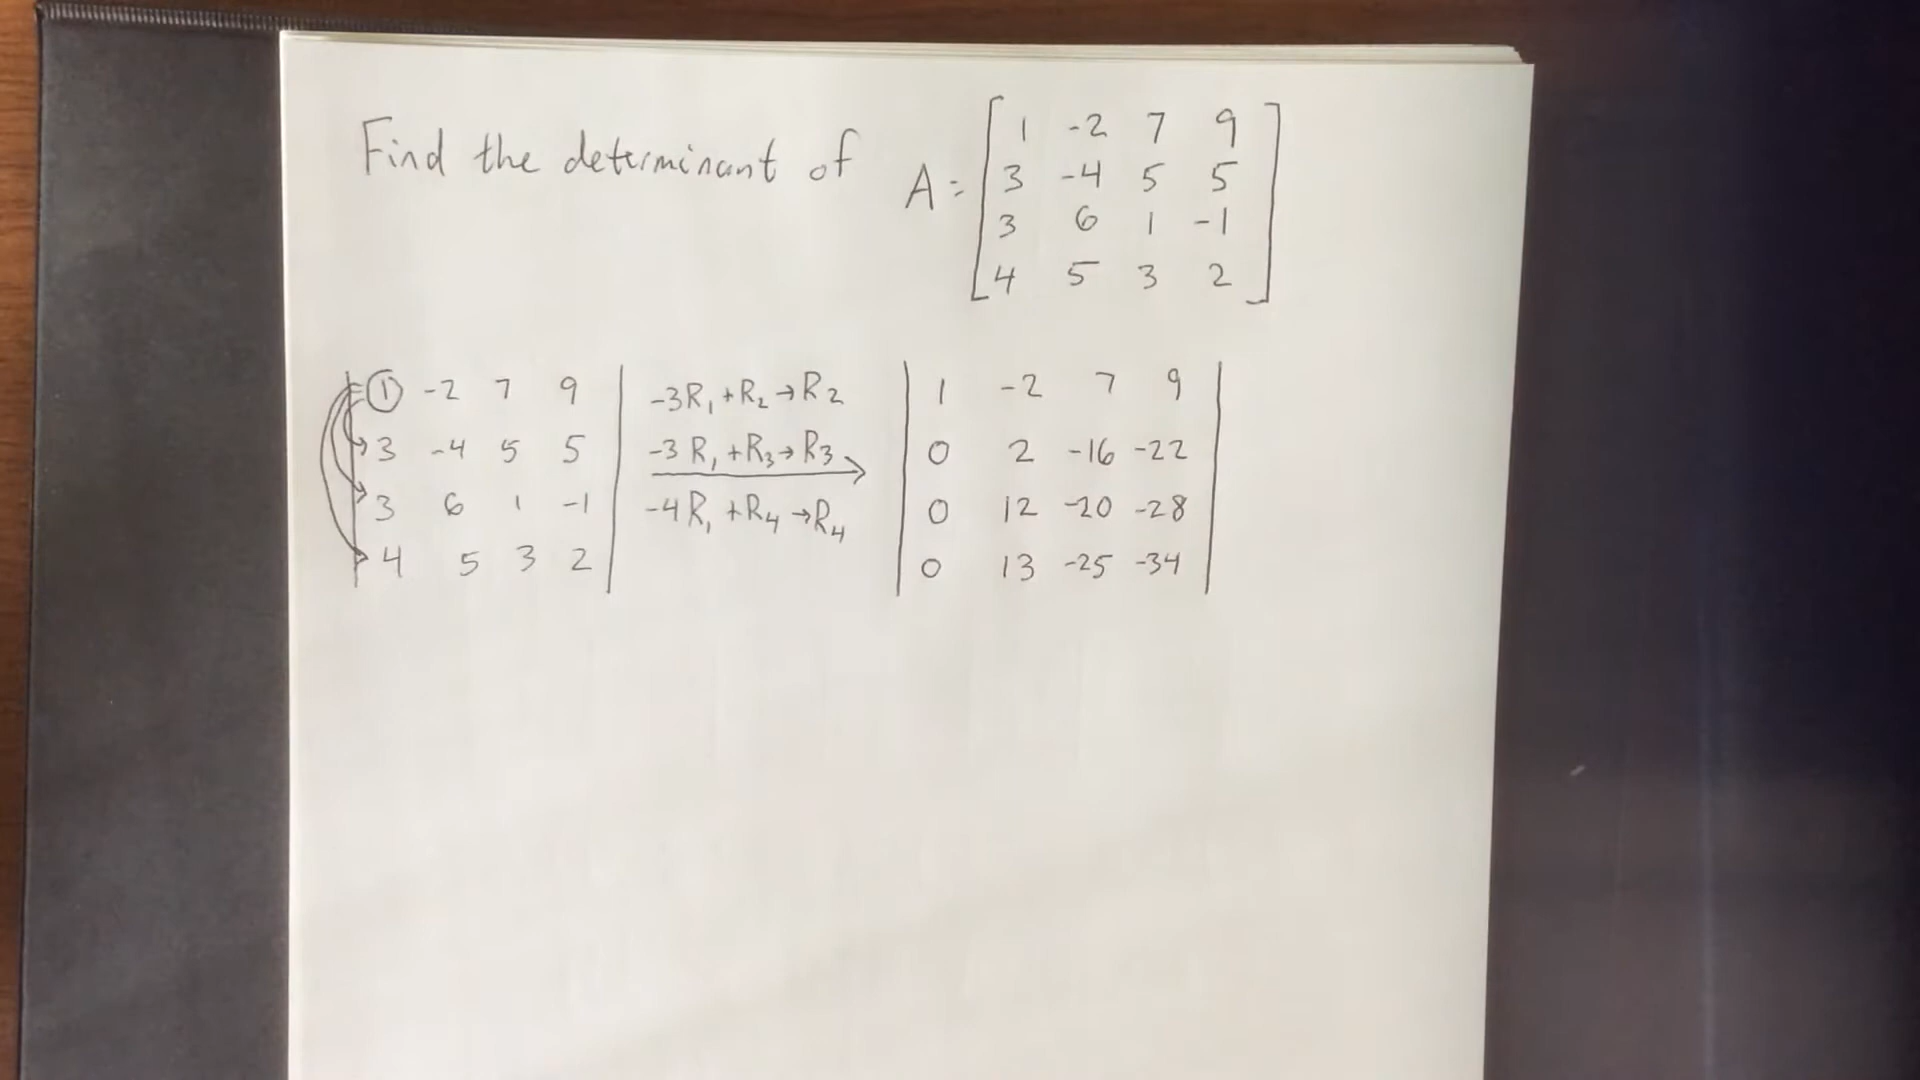 Find the determinant of A = [ 1 -2 7 9
3 -4 5 5
3 6 1 -1
4 5 3 2 ]
| 1 -2 7 9 | -3R₁ + R₂ → R₂ | 1 -2 7 9 |
3 -4 5 5 -3R₁ + R₃ → R₃ 0 2 -16 -22
3 6 1 -1 -4R₁ + R₄ → R₄ 0 12 -20 -28
4 5 3 2 0 13 -25 -34